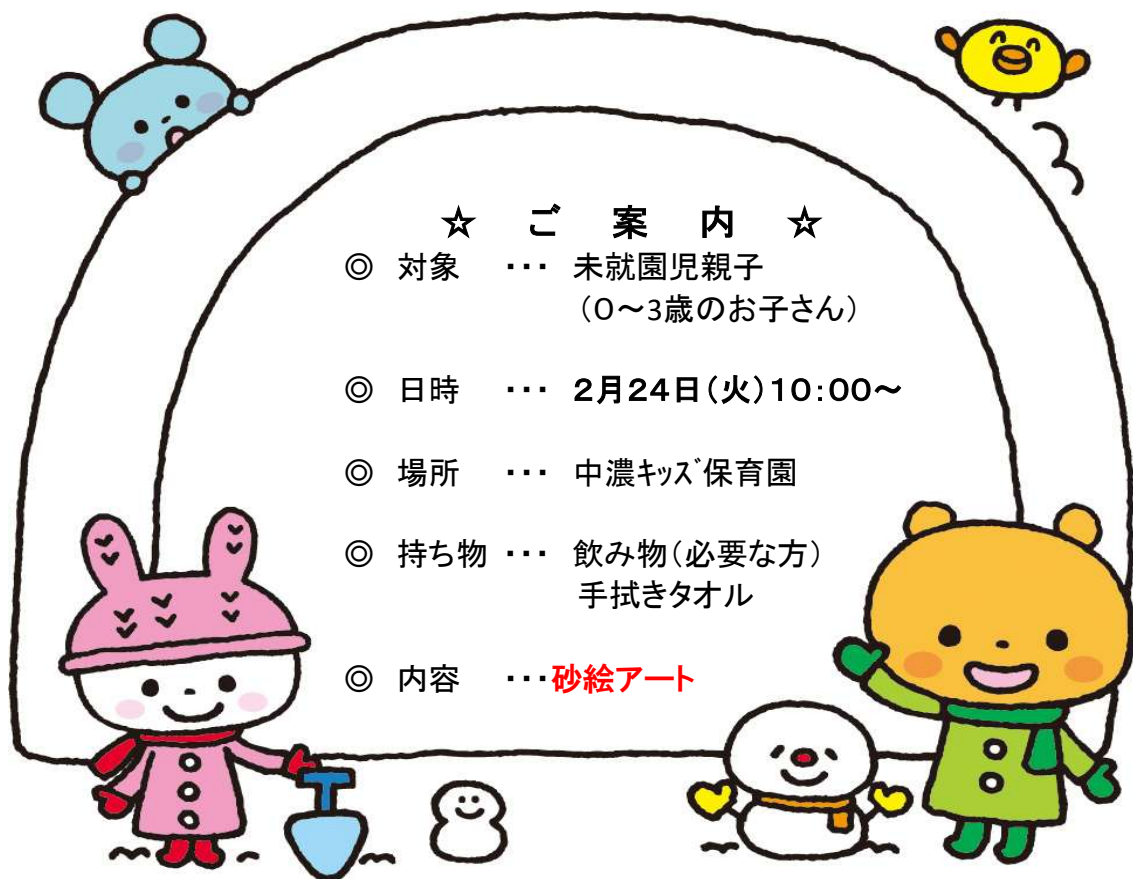 ☆ ご 案 内 ☆
◎ 対象 ・・・ 未就園児親子
（０～3歳のお子さん）
◎ 日時 ・・・ ２月２４日（火）１０：００～
◎ 場所 ・・・ 中濃ｷｯｽﾞ保育園
◎ 持ち物 ・・・ 飲み物（必要な方）
手拭きタオル
◎ 内容 ・・・砂絵アート